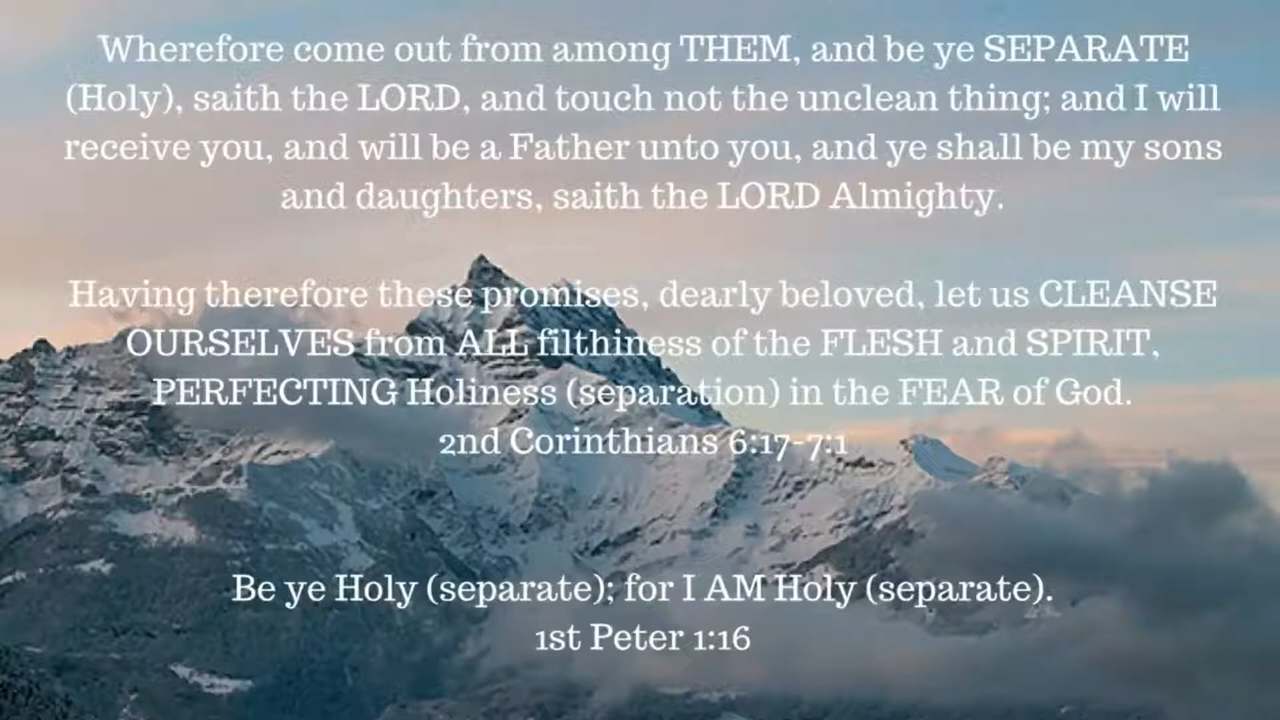 Wherefore come out from among THEM, and be ye SEPARATE
(Holy), saith the LORD, and touch not the unclean thing; and I will
receive you, and will be a Father unto you, and ye shall be my sons
and daughters, saith the LORD Almighty.
Having therefore these promises, dearly beloved, let us CLEANSE
OURSELVES from ALL filthiness of the FLESH and SPIRIT,
PERFECTING Holiness (separation) in the FEAR of God.
2nd Corinthians 6:17-7:1
Be ye Holy (separate); for I AM Holy (separate).
1st Peter 1:16